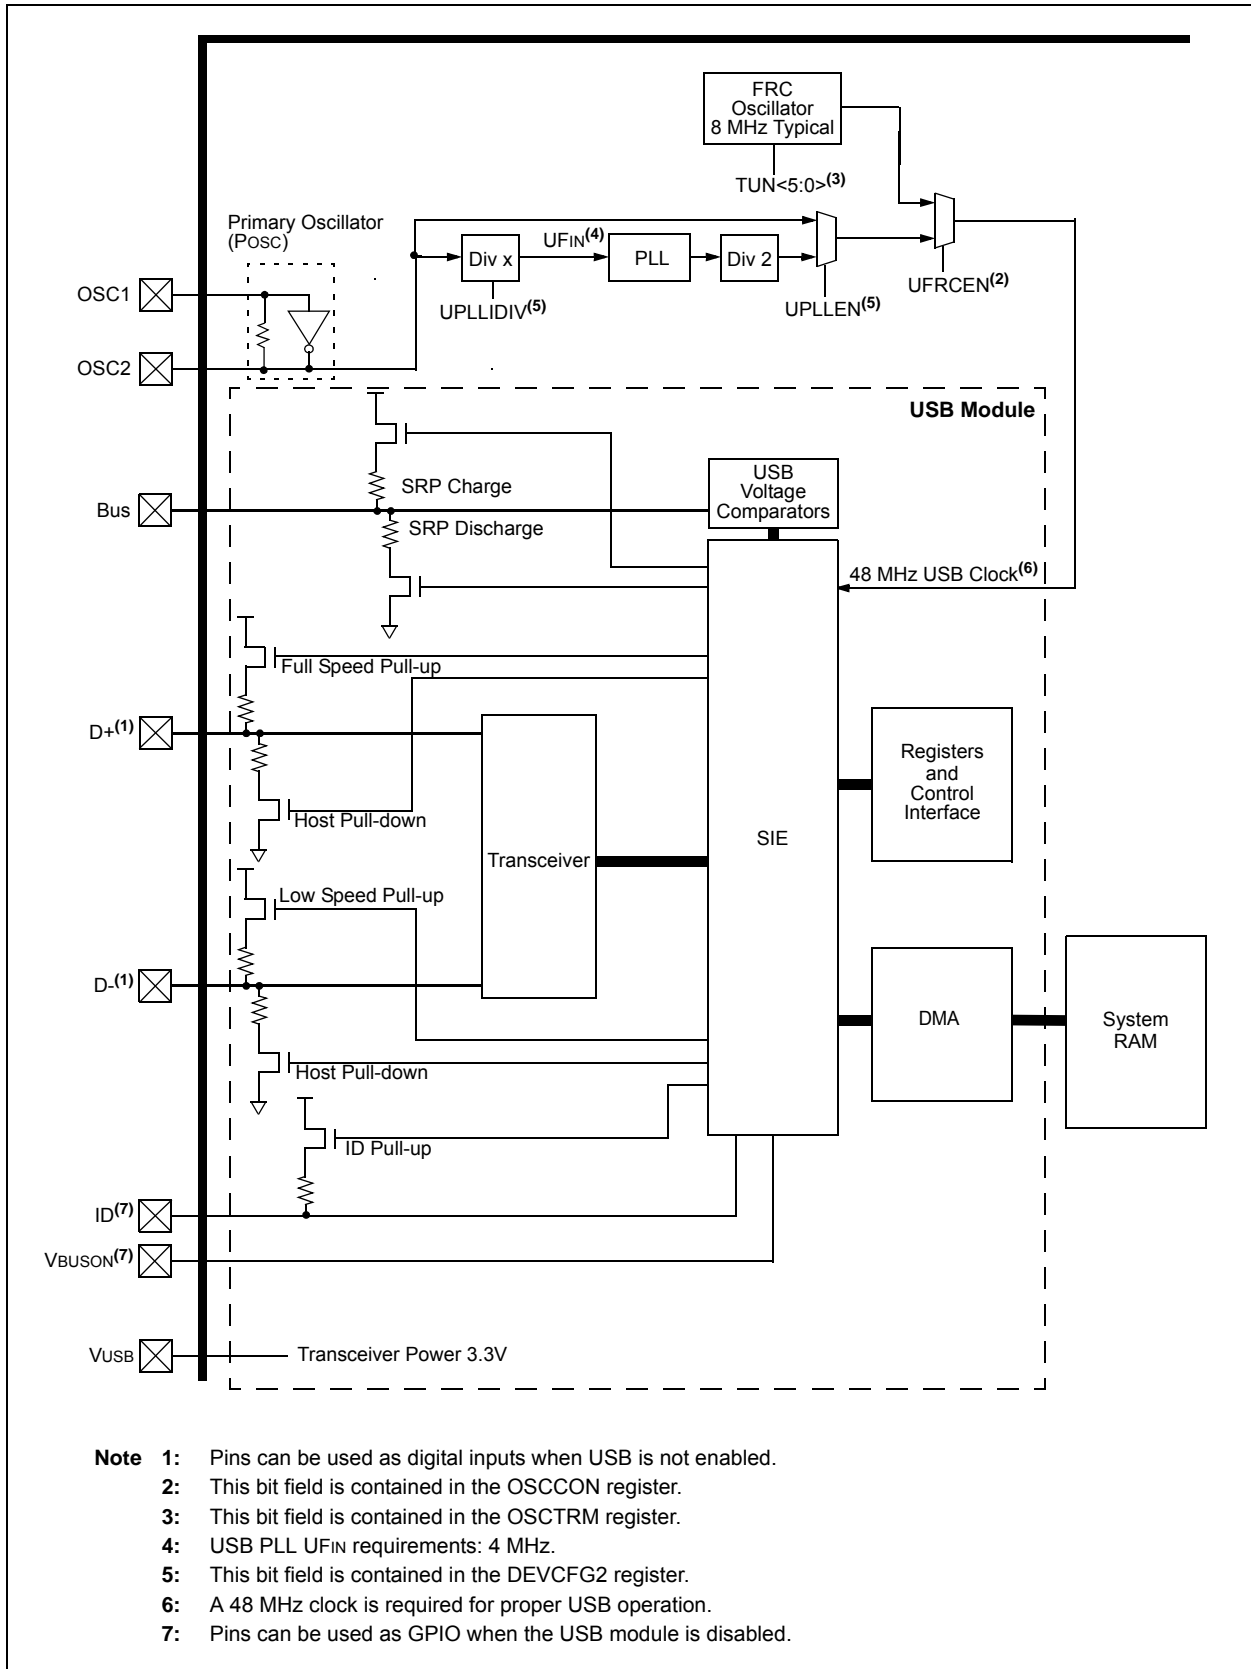 FRC
Oscillator
8 MHz Typical
TUN<5:0>(3)
Primary Oscillator
(POSC)
UFIN(4)
Div x
PLL
Div 2
UPLLIDIV(5)
UPLLEN(5)
UFRCEN(2)
OSC1
OSC2
USB Module
USB
Voltage
Comparators
SRP Charge
Bus
SRP Discharge
48 MHz USB Clock(6)
Full Speed Pull-up
D+(1)
Registers
and
Control
Interface
Host Pull-down
SIE
Transceiver
Low Speed Pull-up
D-(1)
DMA
System
RAM
Host Pull-down
ID Pull-up
ID(7)
VBUSON(7)
VUSB
Transceiver Power 3.3V
Note 1: Pins can be used as digital inputs when USB is not enabled.
2: This bit field is contained in the OSCCON register.
3: This bit field is contained in the OSCTRM register.
4: USB PLL UFIN requirements: 4 MHz.
5: This bit field is contained in the DEVCFG2 register.
6: A 48 MHz clock is required for proper USB operation.
7: Pins can be used as GPIO when the USB module is disabled.